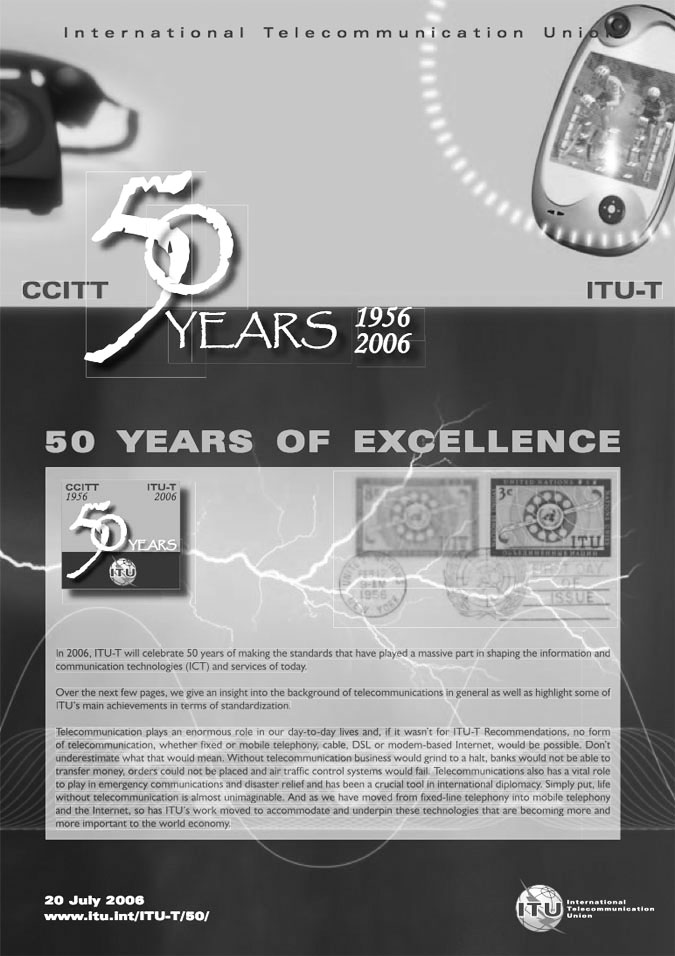 International Telecommunication Union
CCITT
ITU-T
50
YEARS
1956
2006
50 YEARS OF EXCELLENCE
CCITT
1956
ITU-T
2006
50
YEARS
ITU
8c
UNITED NATIONS
3c
ITU
ITU
FIRST DAY
OF
ISSUE
1956
NEW YORK
In 2006, ITU-T will celebrate 50 years of making the standards that have played a massive part in shaping the information and
communication technologies (ICT) and services of today.
Over the next few pages, we give an insight into the background of telecommunications in general as well as highlight some of
ITU's main achievements in terms of standardization.
Telecommunication plays an enormous role in our day-to-day lives and, if it wasn't for ITU-T Recommendations, no form
of telecommunication, whether fixed or mobile telephony, cable, DSL or modem-based Internet, would be possible. Don't
underestimate what that would mean. Without telecommunication business would grind to a halt, banks would not be able to
transfer money, orders could not be placed and air traffic control systems would fail. Telecommunications also has a vital role
to play in emergency communications and disaster relief and has been a crucial tool in international diplomacy. Simply put, life
without telecommunication is almost unimaginable. And as we have moved from fixed-line telephony into mobile telephony
and the Internet, so has ITU's work moved to accommodate and underpin these technologies that are becoming more and
more important to the world economy.
20 July 2006
www.itu.int/ITU-T/50/
ITU
International
Telecommunication
Union